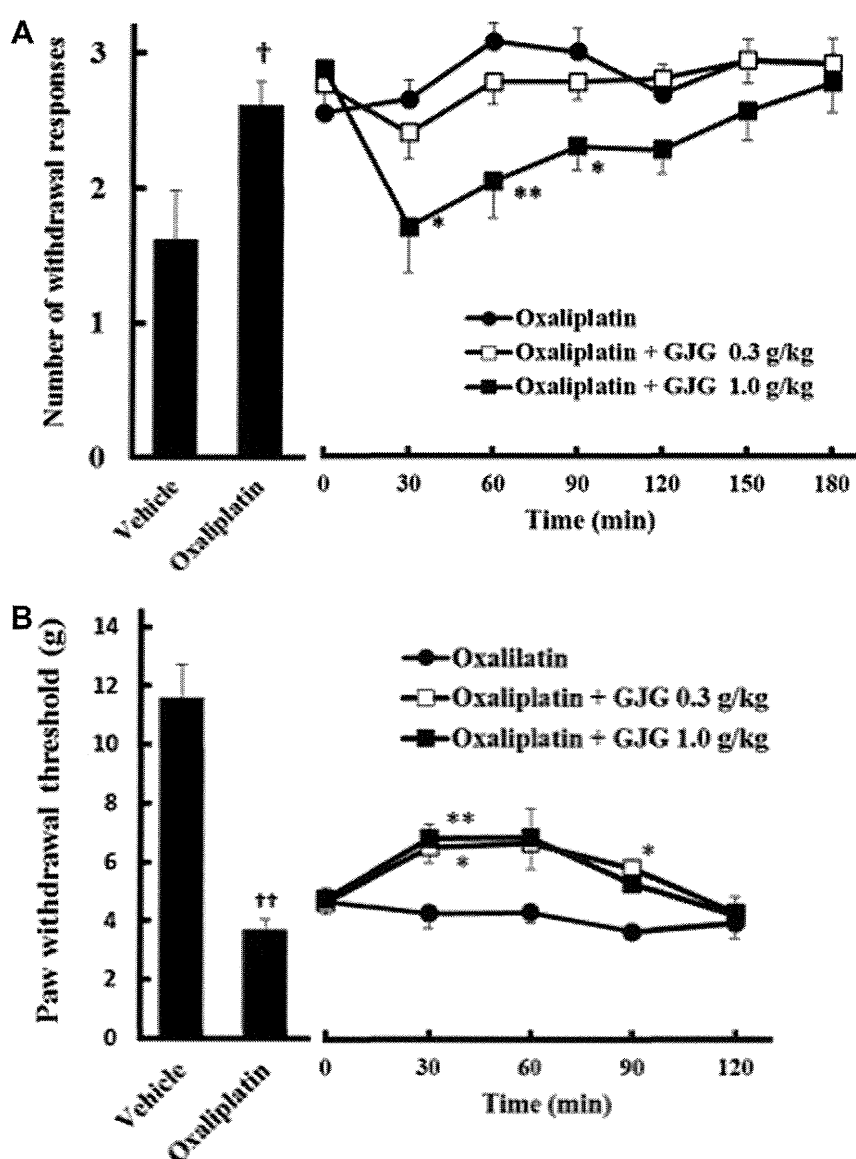 A
Number of withdrawal responses
3
2
1
0
†
Vehicle
Oxaliplatin
*
**
*
Oxaliplatin
Oxaliplatin + GJG 0.3 g/kg
Oxaliplatin + GJG 1.0 g/kg
0 30 60 90 120 150 180
Time (min)
B
Paw withdrawal threshold (g)
14
12
10
8
6
4
2
0
††
Vehicle
Oxaliplatin
Oxalilatin
Oxaliplatin + GJG 0.3 g/kg
Oxaliplatin + GJG 1.0 g/kg
**
*
*
0 30 60 90 120
Time (min)